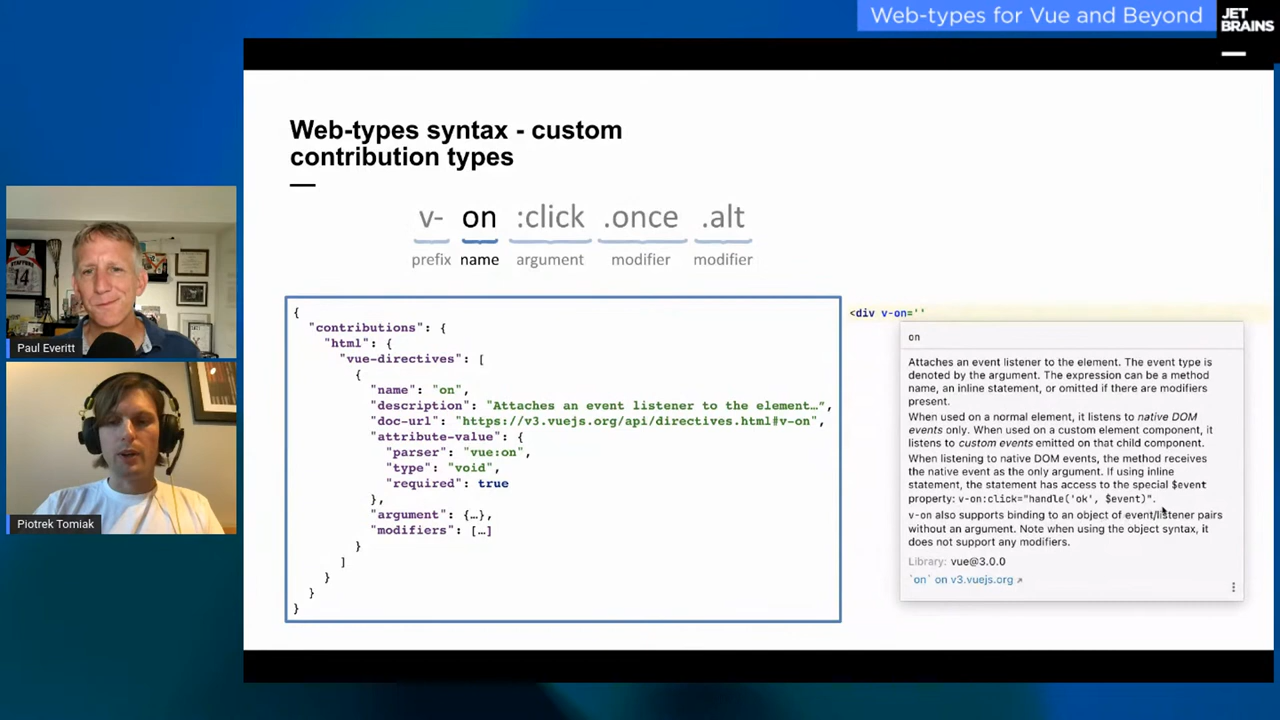 Web-types for Vue and Beyond
JET
BRAINS
Web-types syntax - custom
contribution types
v- on :click .once .alt
prefix name argument modifier modifier
{
"contributions": {
"html": {
"vue-directives": [
{
"name": "on",
"description": "Attaches an event listener to the element…",
"doc-url": "https://v3.vuejs.org/api/directives.html#v-on",
"attribute-value": {
"parser": "vue:on",
"type": "void",
"required": true
},
"argument": {…},
"modifiers": […]
}
]
}
}
}
<div v-on=''
on
Attaches an event listener to the element. The event type is
denoted by the argument. The expression can be a method
name, an inline statement, or omitted if there are modifiers
present.
When used on a normal element, it listens to native DOM
events only. When used on a custom element component, it
listens to custom events emitted on that child component.
When listening to native DOM events, the method receives
the native event as the only argument. If using inline
statement, the statement has access to the special $event
property: v-on:click="handle('ok', $event)".
v-on also supports binding to an object of event/listener pairs
without an argument. Note when using the object syntax, it
does not support any modifiers.
Library: vue@3.0.0
`on` on v3.vuejs.org ↗
STAFFORD
14
Paul Everitt
Piotrek Tomiak